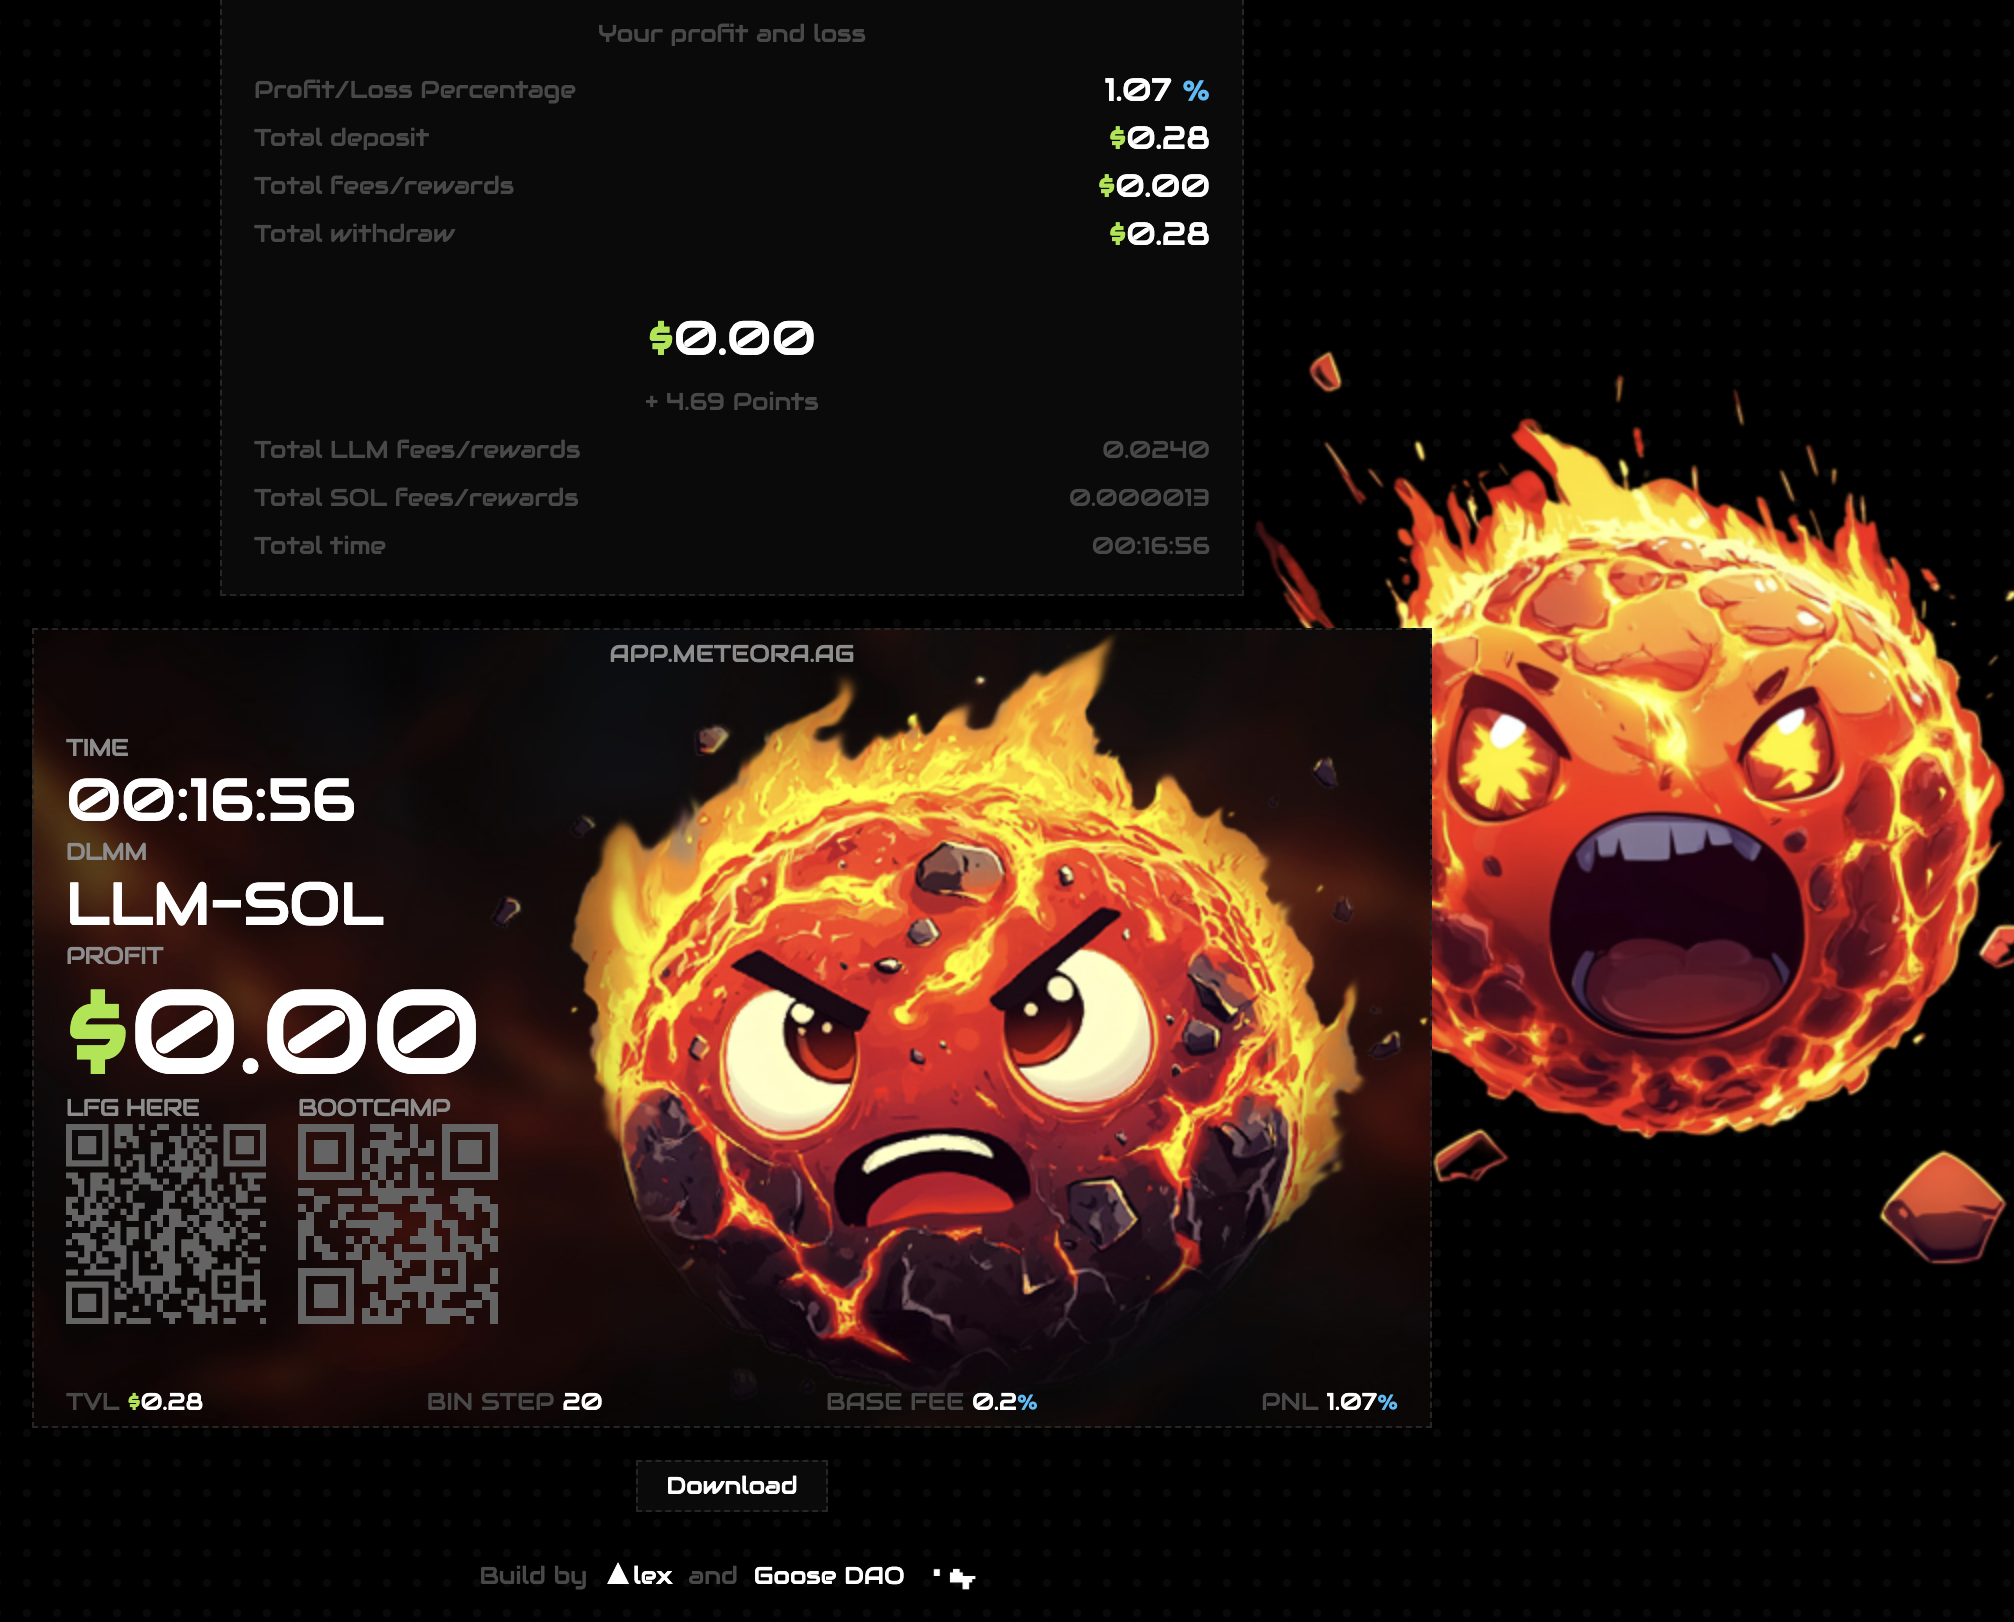 Your profit and loss
Profit/Loss Percentage 1.07 %
Total deposit $0.28
Total fees/rewards $0.00
Total withdraw $0.28
$0.00
+ 4.69 Points
Total LLM fees/rewards 0.0240
Total SOL fees/rewards 0.000013
Total time 00:16:56
APP.METEORA.AG
TIME
00:16:56
DLMM
LLM-SOL
PROFIT
$0.00
LFG HERE BOOTCAMP
TVL $0.28 BIN STEP 20 BASE FEE 0.2% PNL 1.07%
Download
Build by ▲lex and Goose DAO